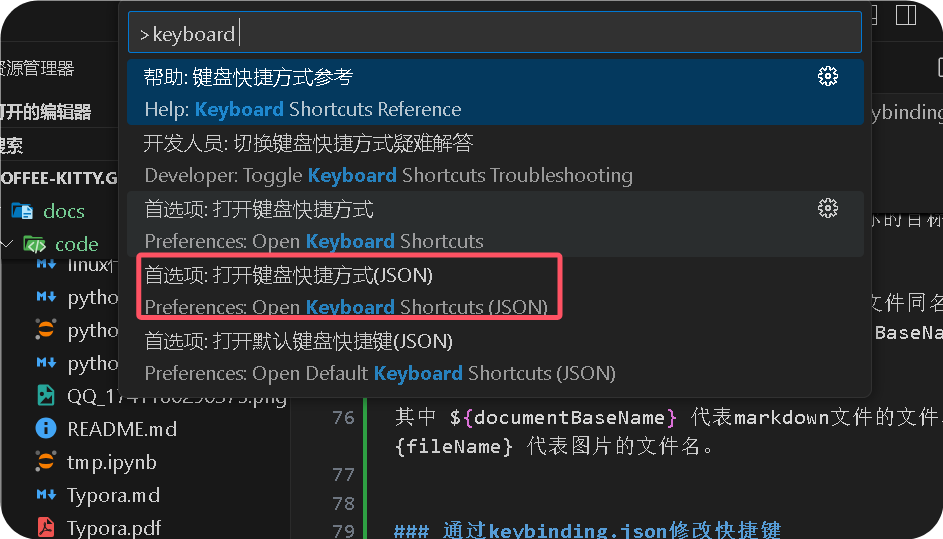 >keyboard
帮助: 键盘快捷方式参考
Help: Keyboard Shortcuts Reference
开发人员: 切换键盘快捷方式疑难解答
Developer: Toggle Keyboard Shortcuts Troubleshooting
首选项: 打开键盘快捷方式
Preferences: Open Keyboard Shortcuts
首选项: 打开键盘快捷方式(JSON)
Preferences: Open Keyboard Shortcuts (JSON)
首选项: 打开默认键盘快捷键(JSON)
Preferences: Open Default Keyboard Shortcuts (JSON)
资源管理器
打开的编辑器
搜索
OFFEE-KITTY.G
docs
code
linux
pytho
pytho
pytho
README.md
tmp.ipynb
Typora.md
Typora.pdf
ybinding
的目标
文件同名
BaseNa
76 其中 ${documentBaseName} 代表markdown文件的文件
{fileName} 代表图片的文件名。
77
78
79 ### 通过keybinding.json修改快捷键